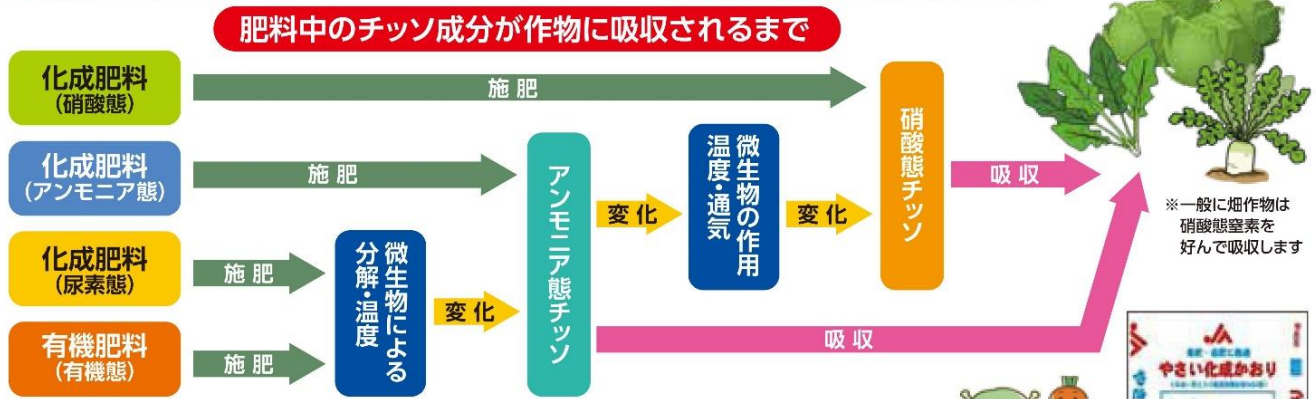 肥料中のチッソ成分が作物に吸収されるまで
化成肥料
(硝酸態)
施肥
化成肥料
(アンモニア態)
施肥
化成肥料
(尿素態)
施肥
有機肥料
(有機態)
施肥
微生物による
分解・温度
変化
アンモニア態チッソ
変化
微生物の作用
温度・通気
変化
硝酸態チッソ
吸収
吸収
※一般に畑作物は
硝酸態窒素を
好んで吸収します
JA
やさい化成かおり